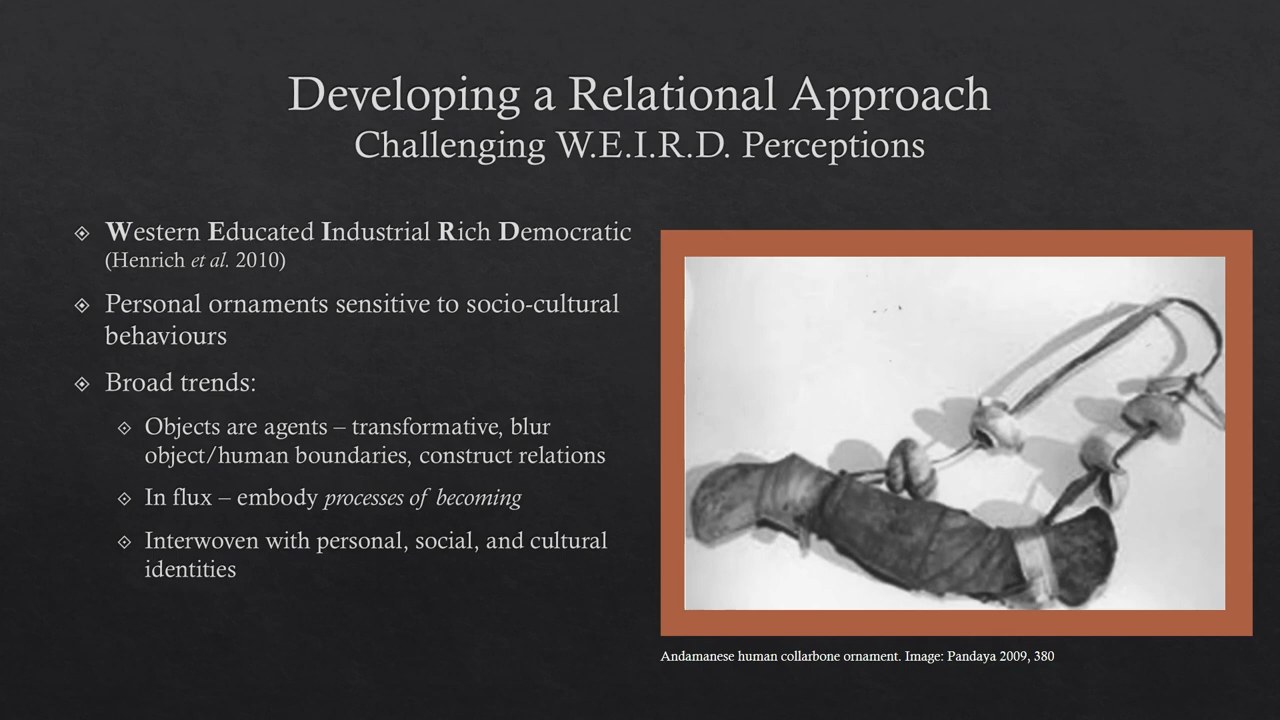 Developing a Relational Approach
Challenging W.E.I.R.D. Perceptions
Western Educated Industrial Rich Democratic
(Henrich et al. 2010)
Personal ornaments sensitive to socio-cultural
behaviours
Broad trends:
Objects are agents – transformative, blur
object/human boundaries, construct relations
In flux – embody processes of becoming
Interwoven with personal, social, and cultural
identities
Andamanese human collarbone ornament. Image: Pandaya 2009, 380